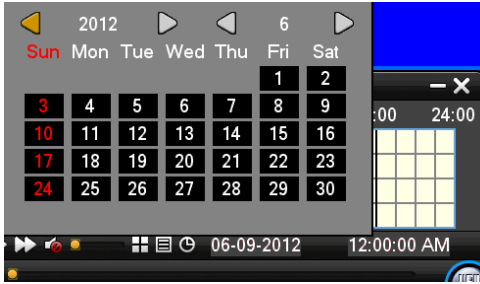 2012 6
Sun Mon Tue Wed Thu Fri Sat
1 2
3 4 5 6 7 8 9
:00 24:00
10 11 12 13 14 15 16
17 18 19 20 21 22 23
24 25 26 27 28 29 30
06-09-2012 12:00:00 AM